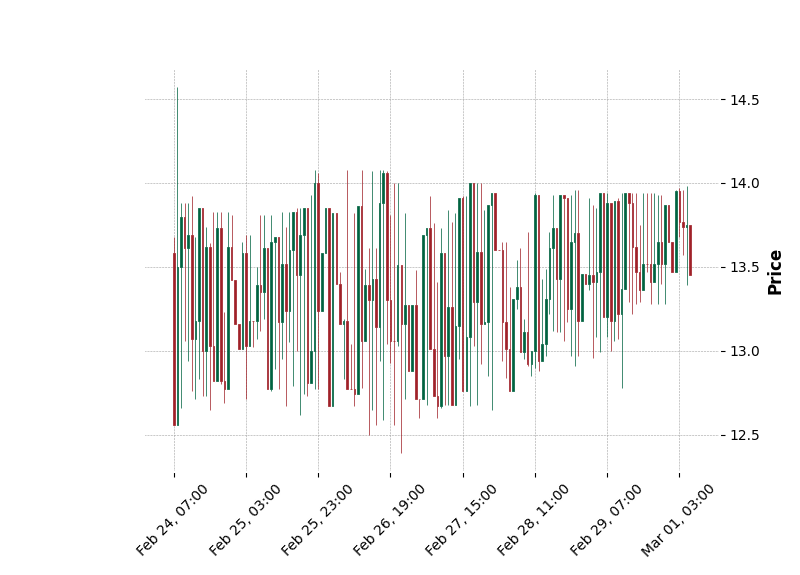 14.5
14.0
13.5
13.0
12.5
Price
Feb 24, 07:00
Feb 25, 03:00
Feb 25, 23:00
Feb 26, 19:00
Feb 27, 15:00
Feb 28, 11:00
Feb 29, 07:00
Mar 01, 03:00